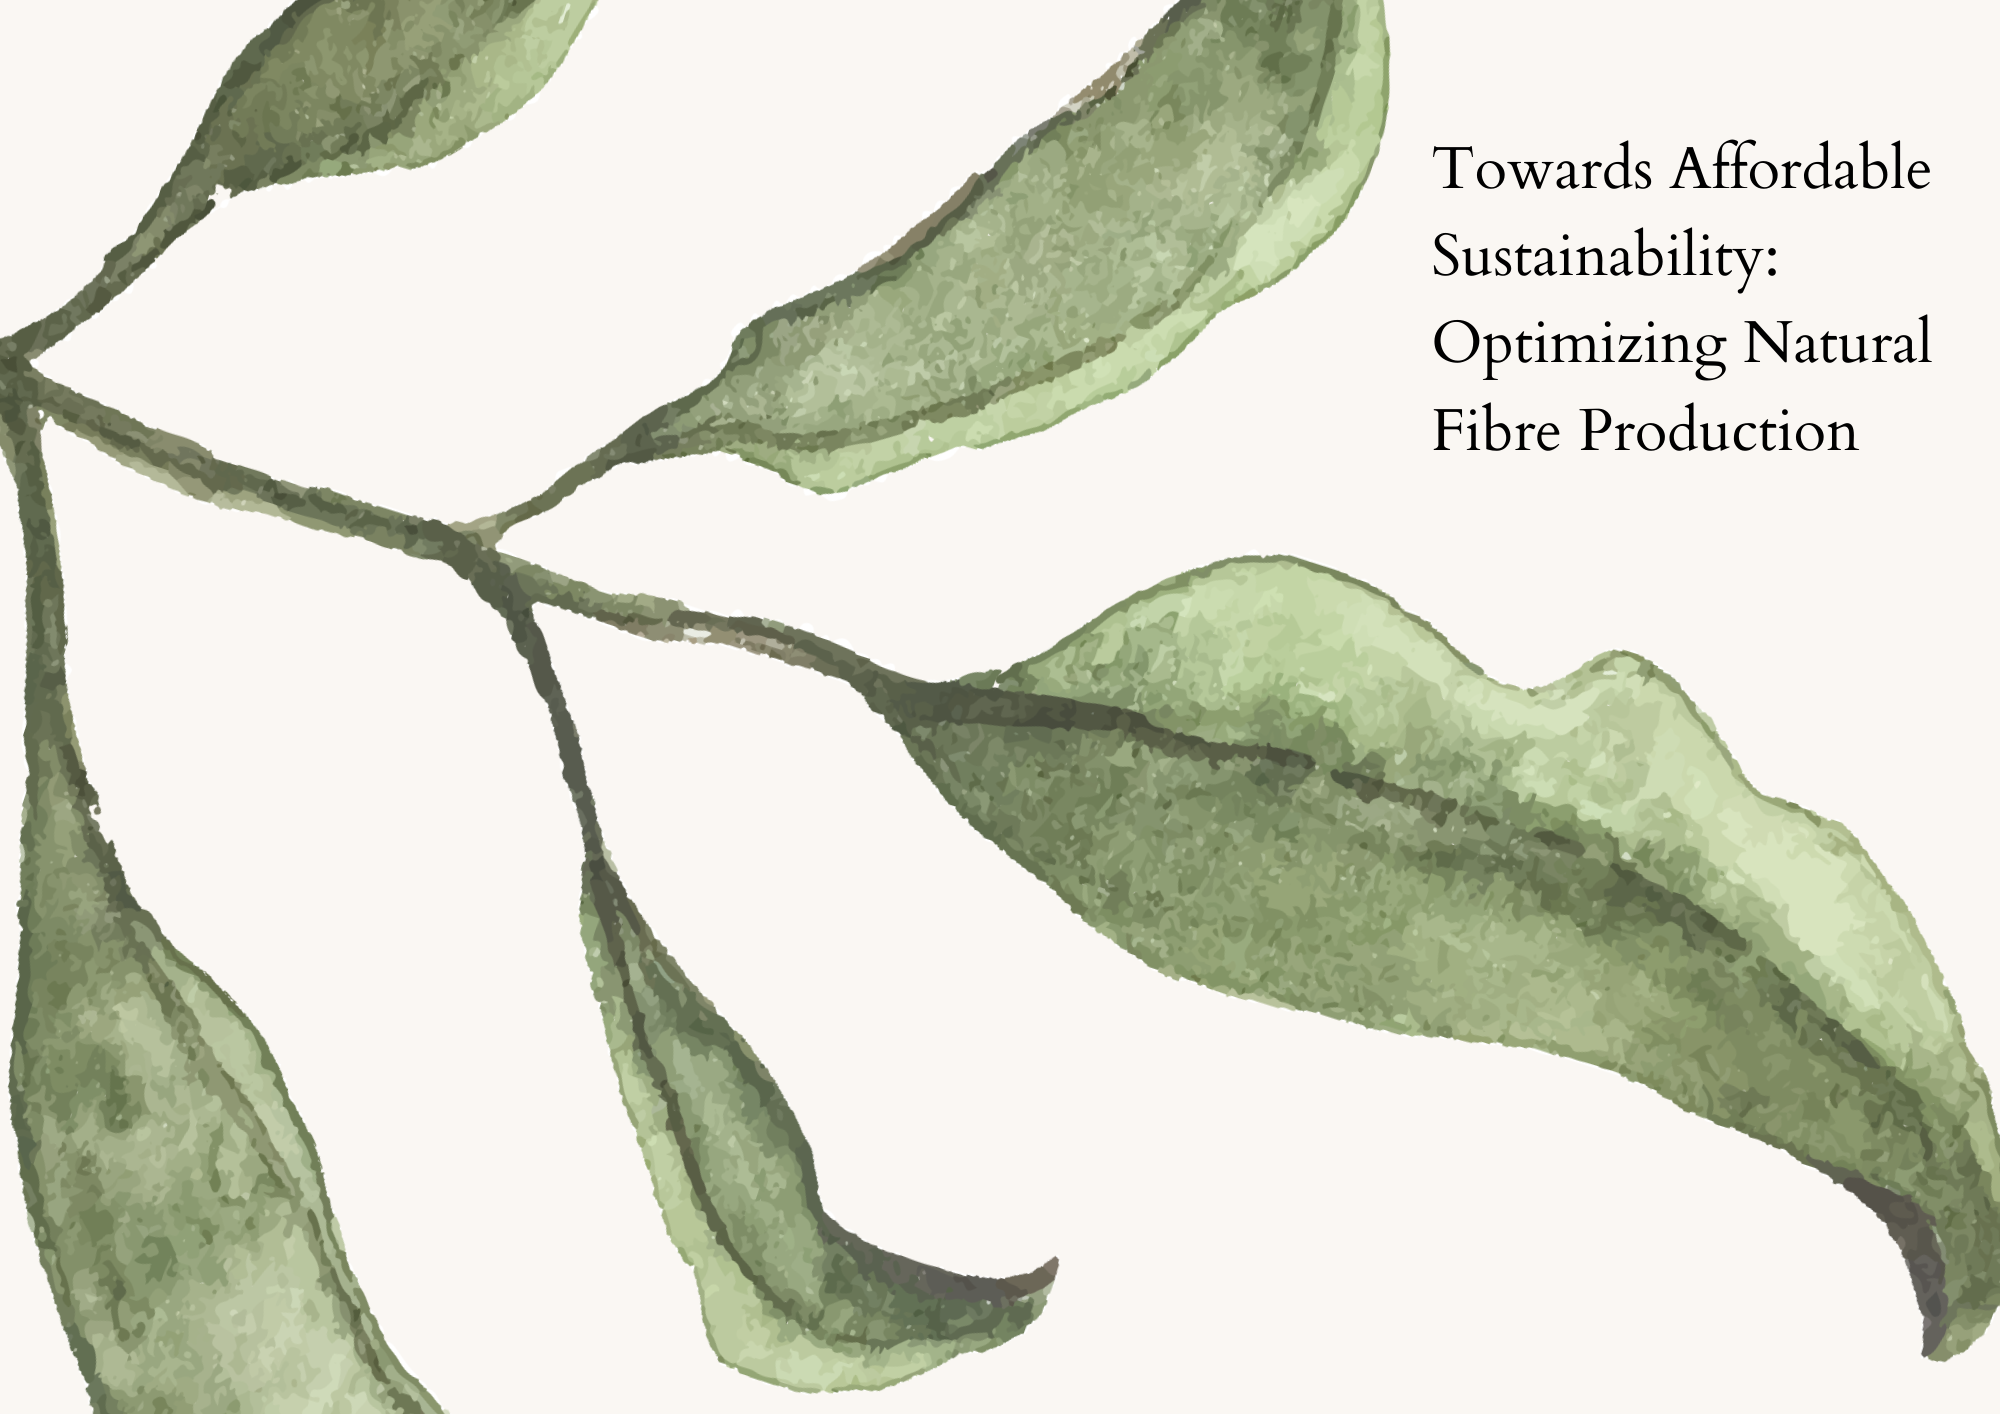 Towards Affordable
Sustainability:
Optimizing Natural
Fibre Production